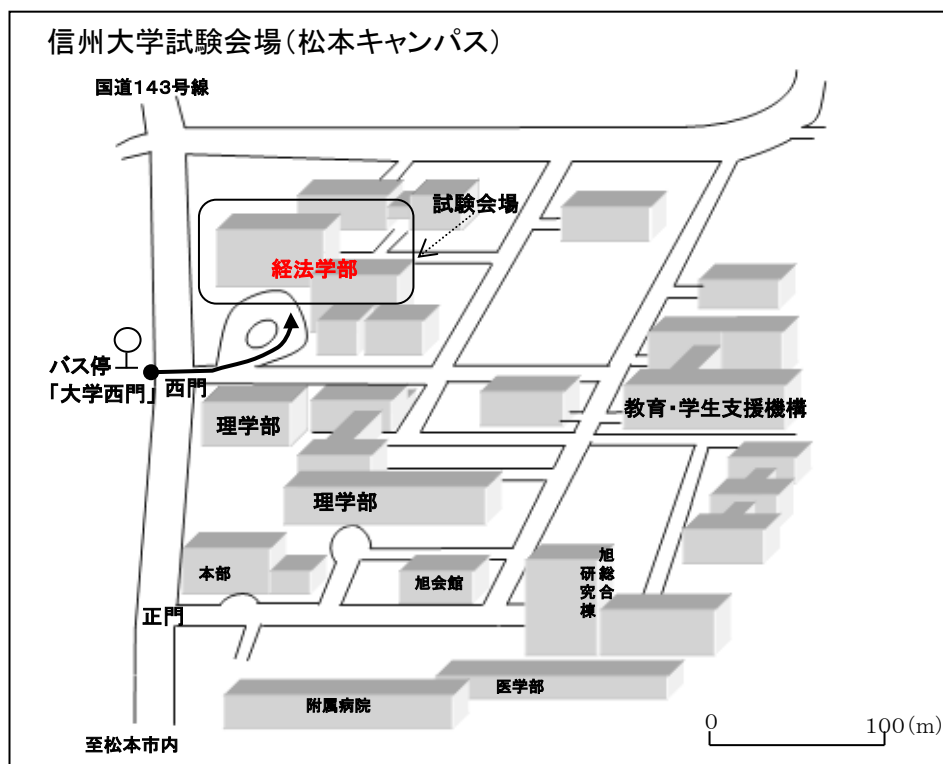 信州大学試験会場(松本キャンパス)
国道143号線
試験会場
経法学部
バス停
「大学西門」
西門
理学部
教育・学生支援機構
理学部
本部
旭会館
旭総合
研究棟
正門
医学部
附属病院
至松本市内
0
100(m)